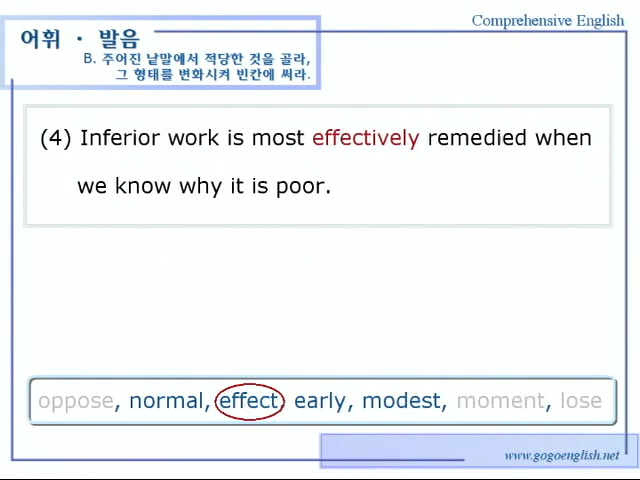 Comprehensive English
어휘 · 발음
B. 주어진 낱말에서 적당한 것을 골라,
그 형태를 변화시켜 빈칸에 써라.
(4) Inferior work is most effectively remedied when
we know why it is poor.
oppose, normal, effect, early, modest, moment, lose
www.gogoenglish.net